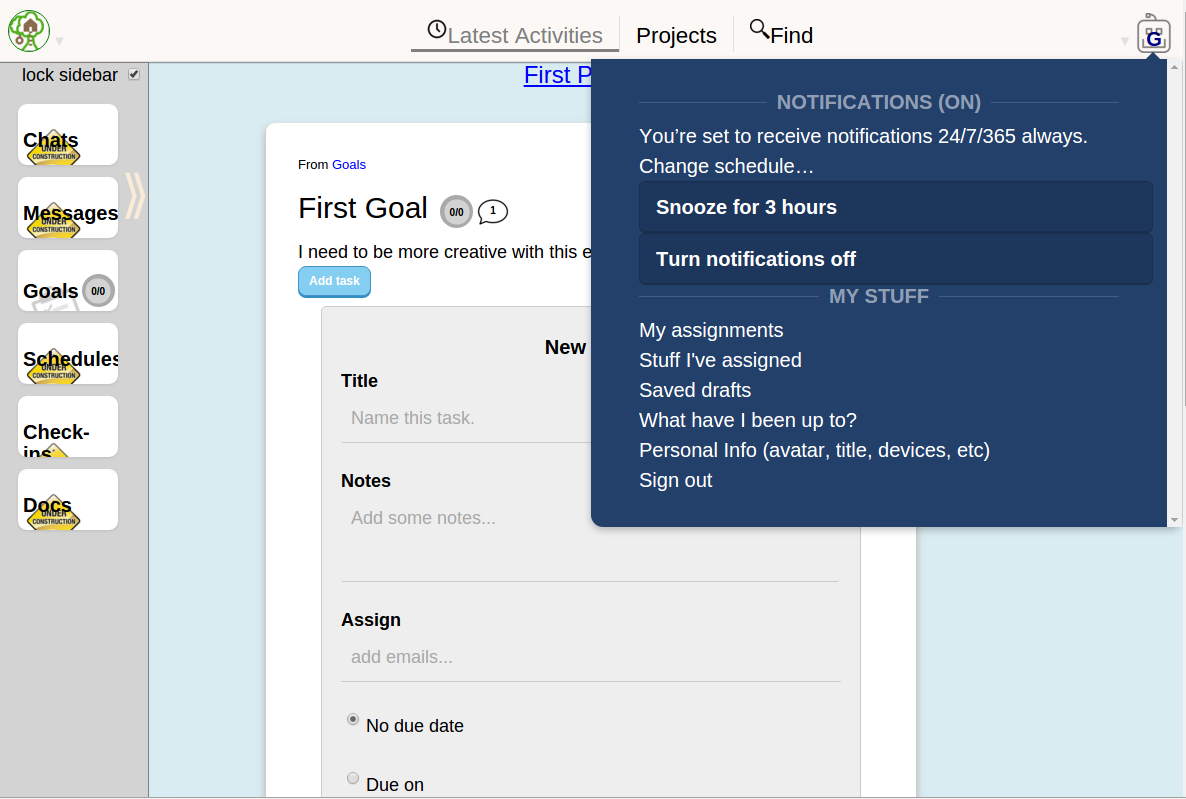 Latest Activities
Projects
Find
G
lock sidebar
Chats
UNDER
CONSTRUCTION
Messages
UNDER
CONSTRUCTION
Goals 0/0
Schedules
UNDER
CONSTRUCTION
Check-
ins
Docs
UNDER
CONSTRUCTION
First P
From Goals
First Goal 0/0 1
I need to be more creative with this e
Add task
New
Title
Name this task.
Notes
Add some notes...
Assign
add emails...
No due date
Due on
NOTIFICATIONS (ON)
You’re set to receive notifications 24/7/365 always.
Change schedule…
Snooze for 3 hours
Turn notifications off
MY STUFF
My assignments
Stuff I've assigned
Saved drafts
What have I been up to?
Personal Info (avatar, title, devices, etc)
Sign out